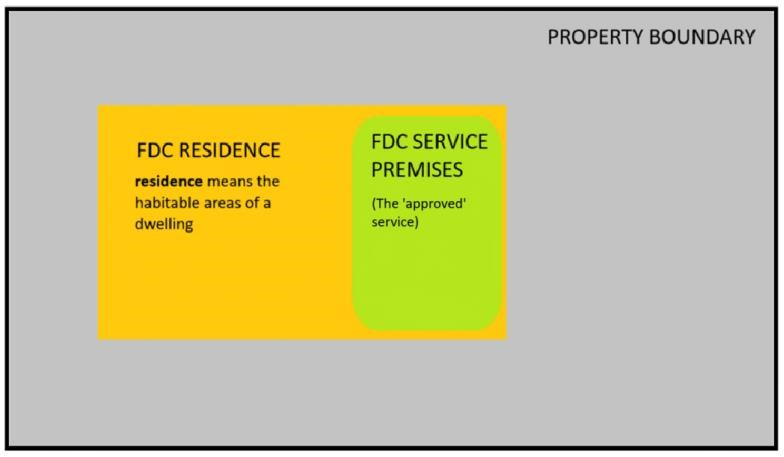 PROPERTY BOUNDARY
FDC RESIDENCE
residence means the
habitable areas of a
dwelling
FDC SERVICE
PREMISES
(The 'approved'
service)